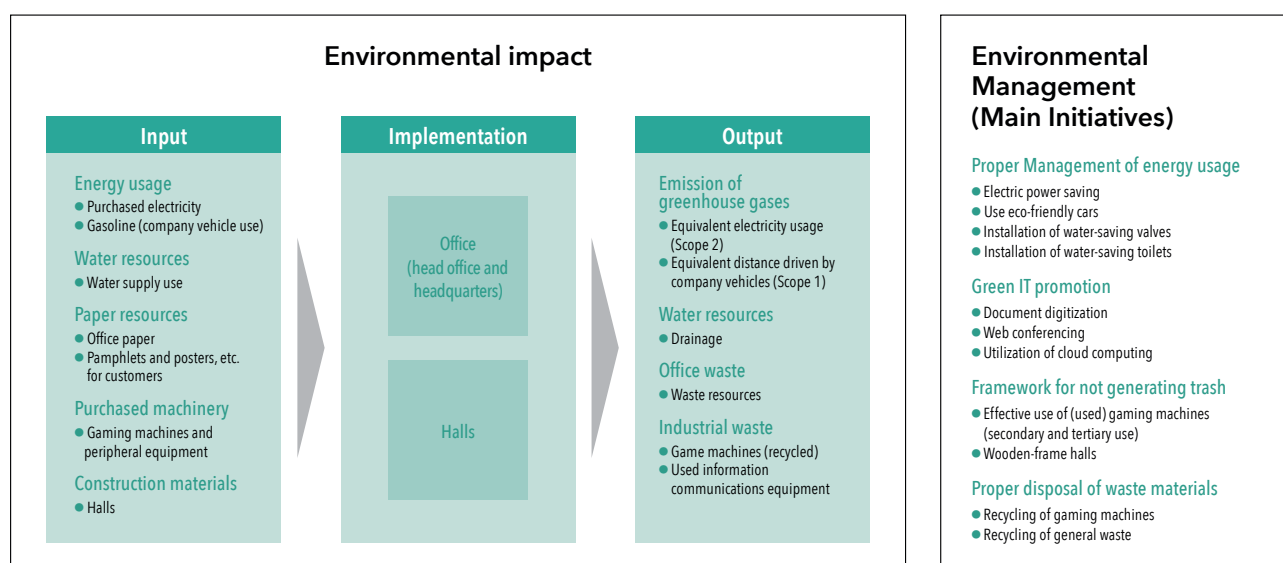 Environmental impact
Input
Energy usage
● Purchased electricity
● Gasoline (company vehicle use)
Water resources
● Water supply use
Paper resources
● Office paper
● Pamphlets and posters, etc.
for customers
Purchased machinery
● Gaming machines and
peripheral equipment
Construction materials
● Halls
Implementation
Office
(head office and
headquarters)
Halls
Output
Emission of
greenhouse gases
● Equivalent electricity usage
(Scope 2)
● Equivalent distance driven by
company vehicles (Scope 1)
Water resources
● Drainage
Office waste
● Waste resources
Industrial waste
● Game machines (recycled)
● Used information
communications equipment
Environmental
Management
(Main Initiatives)
Proper Management of energy usage
● Electric power saving
● Use eco-friendly cars
● Installation of water-saving valves
● Installation of water-saving toilets
Green IT promotion
● Document digitization
● Web conferencing
● Utilization of cloud computing
Framework for not generating trash
● Effective use of (used) gaming machines
(secondary and tertiary use)
● Wooden-frame halls
Proper disposal of waste materials
● Recycling of gaming machines
● Recycling of general waste